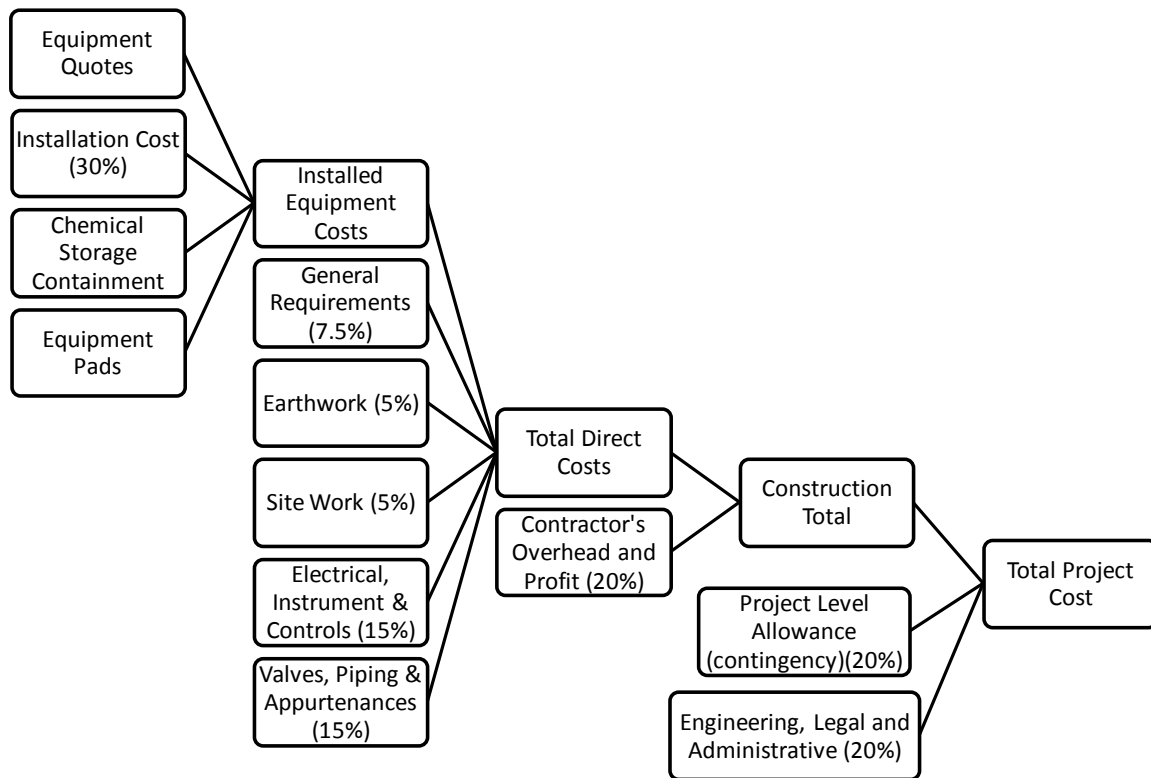 Equipment
Quotes
Installation Cost
(30%)
Chemical
Storage
Containment
Equipment
Pads
Installed
Equipment
Costs
General
Requirements
(7.5%)
Earthwork (5%)
Site Work (5%)
Electrical,
Instrument &
Controls (15%)
Valves, Piping &
Appurtenances
(15%)
Total Direct
Costs
Contractor's
Overhead and
Profit (20%)
Construction
Total
Project Level
Allowance
(contingency)(20%)
Engineering, Legal and
Administrative (20%)
Total Project
Cost